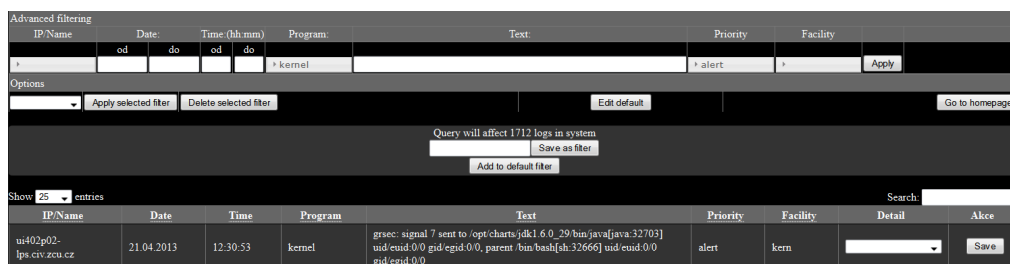 Advanced filtering
IP/Name Date: Time:(hh:mm) Program: Text: Priority Facility
od do od do
kernel alert Apply
Options
Apply selected filter Delete selected filter Edit default Go to homepage
Query will affect 1712 logs in system
Save as filter
Add to default filter
Show 25 entries Search:
IP/Name Date Time Program Text Priority Facility Detail Akce
ui402p02-
lps.civ.zcu.cz 21.04.2013 12:30:53 kernel grsec: signal 7 sent to /opt/charts/jdk1.6.0_29/bin/java[java:32703]
uid/euid:0/0 gid/egid:0/0, parent /bin/bash[sh:32666] uid/euid:0/0
gid/egid:0/0 alert kern Save